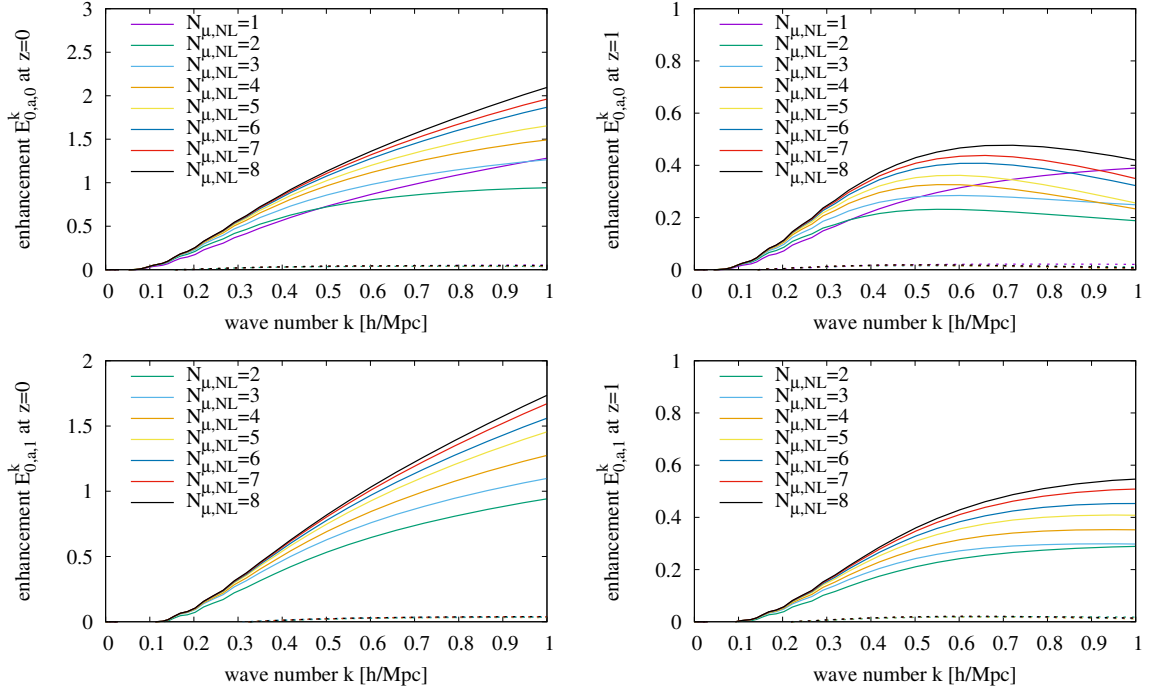 enhancement E^k_{0,a,0} at z=0
3
2.5
2
1.5
1
0.5
0
N_{μ,NL}=1
N_{μ,NL}=2
N_{μ,NL}=3
N_{μ,NL}=4
N_{μ,NL}=5
N_{μ,NL}=6
N_{μ,NL}=7
N_{μ,NL}=8
0 0.1 0.2 0.3 0.4 0.5 0.6 0.7 0.8 0.9 1
wave number k [h/Mpc]
enhancement E^k_{0,a,0} at z=1
1
0.8
0.6
0.4
0.2
0
N_{μ,NL}=1
N_{μ,NL}=2
N_{μ,NL}=3
N_{μ,NL}=4
N_{μ,NL}=5
N_{μ,NL}=6
N_{μ,NL}=7
N_{μ,NL}=8
0 0.1 0.2 0.3 0.4 0.5 0.6 0.7 0.8 0.9 1
wave number k [h/Mpc]
enhancement E^k_{0,a,1} at z=0
2
1.5
1
0.5
0
N_{μ,NL}=2
N_{μ,NL}=3
N_{μ,NL}=4
N_{μ,NL}=5
N_{μ,NL}=6
N_{μ,NL}=7
N_{μ,NL}=8
0 0.1 0.2 0.3 0.4 0.5 0.6 0.7 0.8 0.9 1
wave number k [h/Mpc]
enhancement E^k_{0,a,1} at z=1
1
0.8
0.6
0.4
0.2
0
N_{μ,NL}=2
N_{μ,NL}=3
N_{μ,NL}=4
N_{μ,NL}=5
N_{μ,NL}=6
N_{μ,NL}=7
N_{μ,NL}=8
0 0.1 0.2 0.3 0.4 0.5 0.6 0.7 0.8 0.9 1
wave number k [h/Mpc]